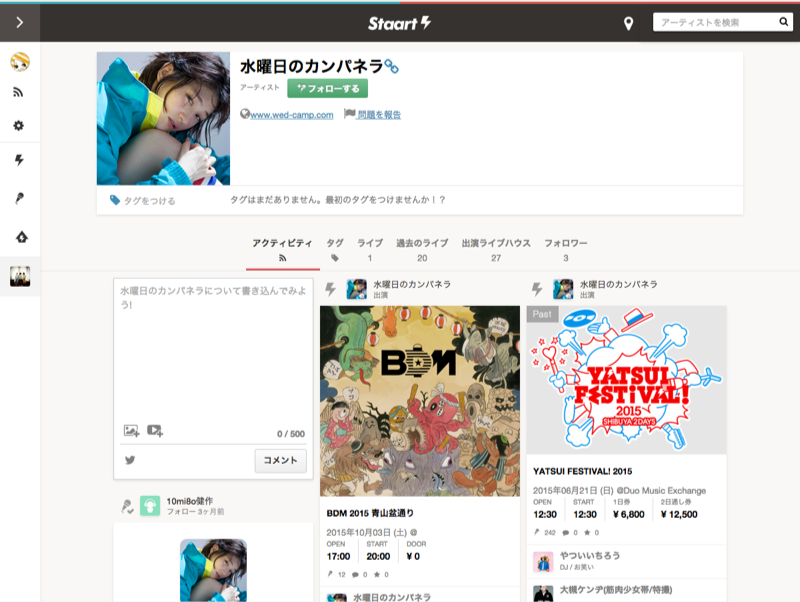 Staart
アーティストを検索
水曜日のカンパネラ
アーティスト
フォローする
www.wed-camp.com 問題を報告
タグをつける タグはまだありません。最初のタグをつけませんか！？
アクティビティ タグ ライブ 過去のライブ 出演ライブハウス フォロワー
1 20 27 3
水曜日のカンパネラについて書き込んでみよう!
0 / 500
コメント
10mi8o健作
フォロー 3ヶ月前
水曜日のカンパネラ
出演
BDM
BDM 2015 青山盆通り
2015年10月03日 (土) @
OPEN START DOOR
17:00 20:00 ¥ 0
12 0 0
水曜日のカンパネラ
水曜日のカンパネラ
出演
Past
YATSUI
FESTiVAL!
2015
SHIBUYA 2DAYS
YATSUI FESTIVAL! 2015
2015年06月21日 (日) @Duo Music Exchange
OPEN START 1日券 2日通し券
12:30 12:30 ¥ 6,800 ¥ 12,500
242 0 0
やついいちろう
DJ / お笑い
大槻ケンヂ(筋肉少女帯/特撮)